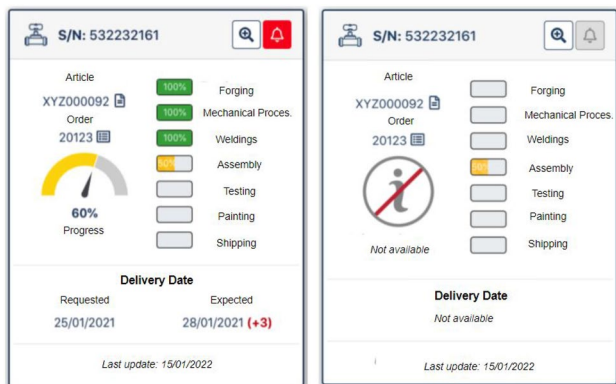 S/N: 532232161
Article
XYZ000092
Order
20123
60%
Progress
100% Forging
100% Mechanical Proces.
100% Weldings
50% Assembly
Testing
Painting
Shipping
Delivery Date
Requested Expected
25/01/2021 28/01/2021 (+3)
Last update: 15/01/2022
S/N: 532232161
Article
XYZ000092
Order
20123
Not available
Forging
Mechanical Proces.
Weldings
50% Assembly
Testing
Painting
Shipping
Delivery Date
Not available
Last update: 15/01/2022